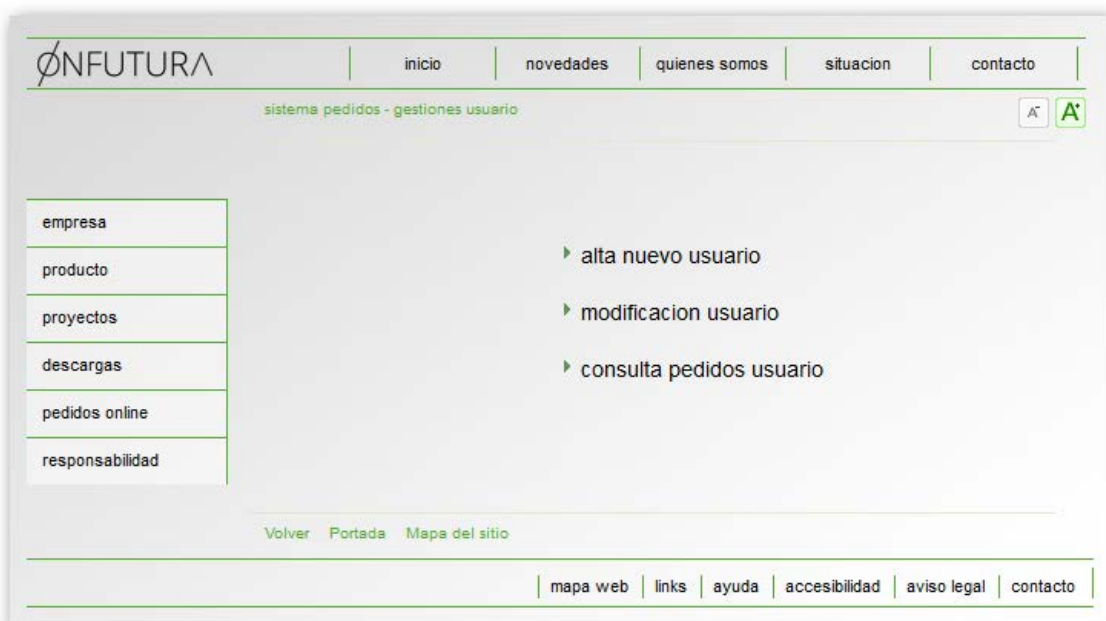 ØNFUTURA inicio novedades quienes somos situacion contacto
sistema pedidos - gestiones usuario A- A+
empresa
producto
proyectos
descargas
pedidos online
responsabilidad
alta nuevo usuario
modificacion usuario
consulta pedidos usuario
Volver Portada Mapa del sitio
mapa web links ayuda accesibilidad aviso legal contacto